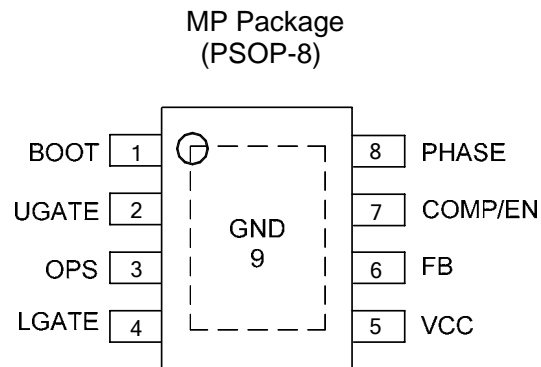 MP Package
(PSOP-8)
BOOT 1 8 PHASE
UGATE 2 7 COMP/EN
GND
9
OPS 3 6 FB
LGATE 4 5 VCC